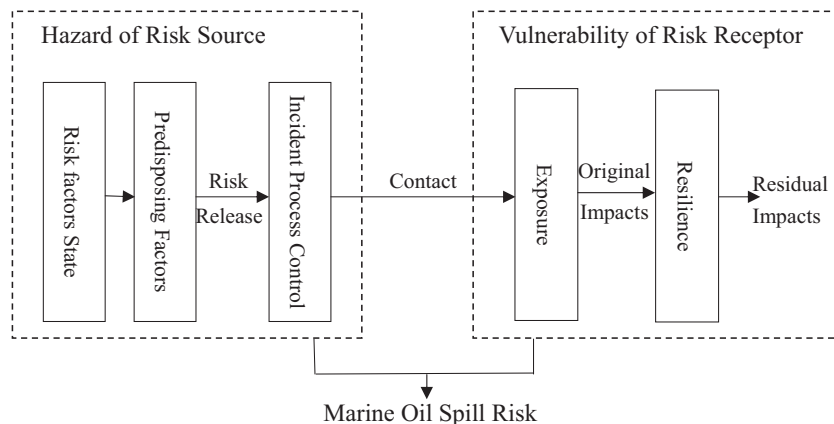 Hazard of Risk Source
Vulnerability of Risk Receptor
Risk factors State
Predisposing Factors
Risk
Release
Incident Process Control
Contact
Exposure
Original
Impacts
Resilience
Residual
Impacts
Marine Oil Spill Risk